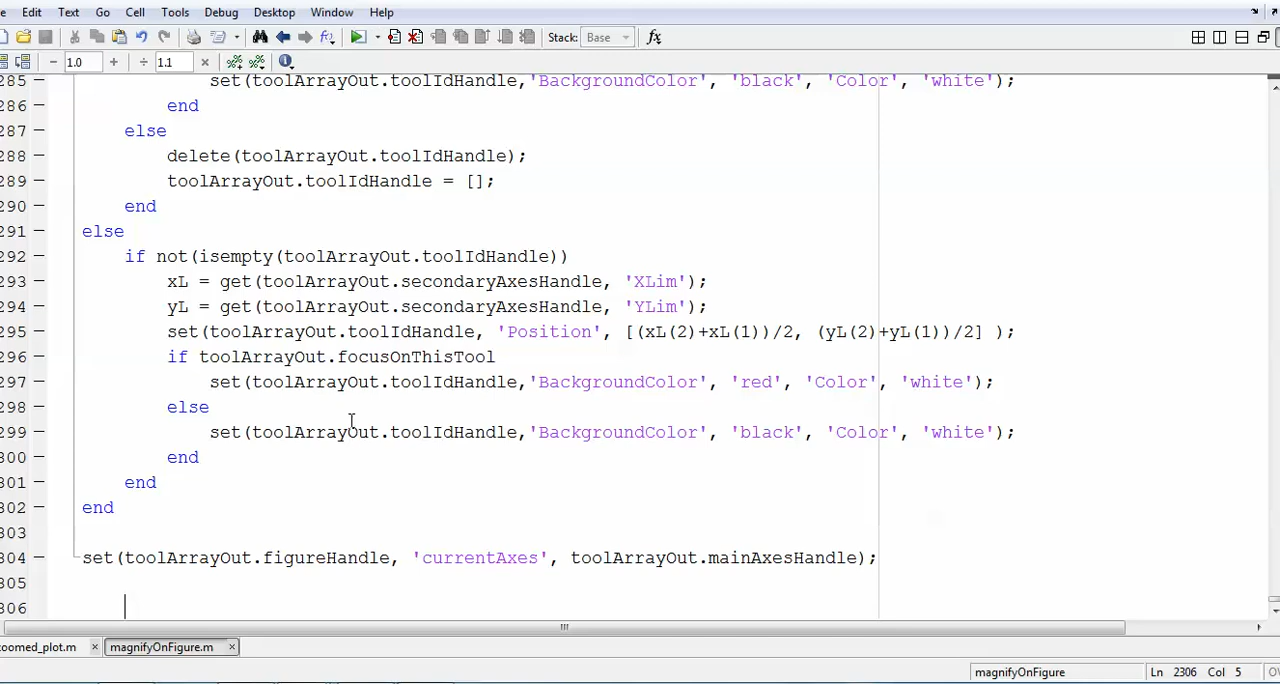 e Edit Text Go Cell Tools Debug Desktop Window Help
Stack: Base fx
− 1.0 + ÷ 1.1 ×
285 set(toolArrayOut.toolIdHandle,'BackgroundColor', 'black', 'Color', 'white');
286 – end
287 – else
288 – delete(toolArrayOut.toolIdHandle);
289 – toolArrayOut.toolIdHandle = [];
290 – end
291 – else
292 – if not(isempty(toolArrayOut.toolIdHandle))
293 – xL = get(toolArrayOut.secondaryAxesHandle, 'XLim');
294 – yL = get(toolArrayOut.secondaryAxesHandle, 'YLim');
295 – set(toolArrayOut.toolIdHandle, 'Position', [(xL(2)+xL(1))/2, (yL(2)+yL(1))/2] );
296 – if toolArrayOut.focusOnThisTool
297 – set(toolArrayOut.toolIdHandle,'BackgroundColor', 'red', 'Color', 'white');
298 – else
299 – set(toolArrayOut.toolIdHandle,'BackgroundColor', 'black', 'Color', 'white');
300 – end
301 – end
302 – end
303
304 – set(toolArrayOut.figureHandle, 'currentAxes', toolArrayOut.mainAxesHandle);
305
306
oomed_plot.m × magnifyOnFigure.m ×
magnifyOnFigure Ln 2306 Col 5